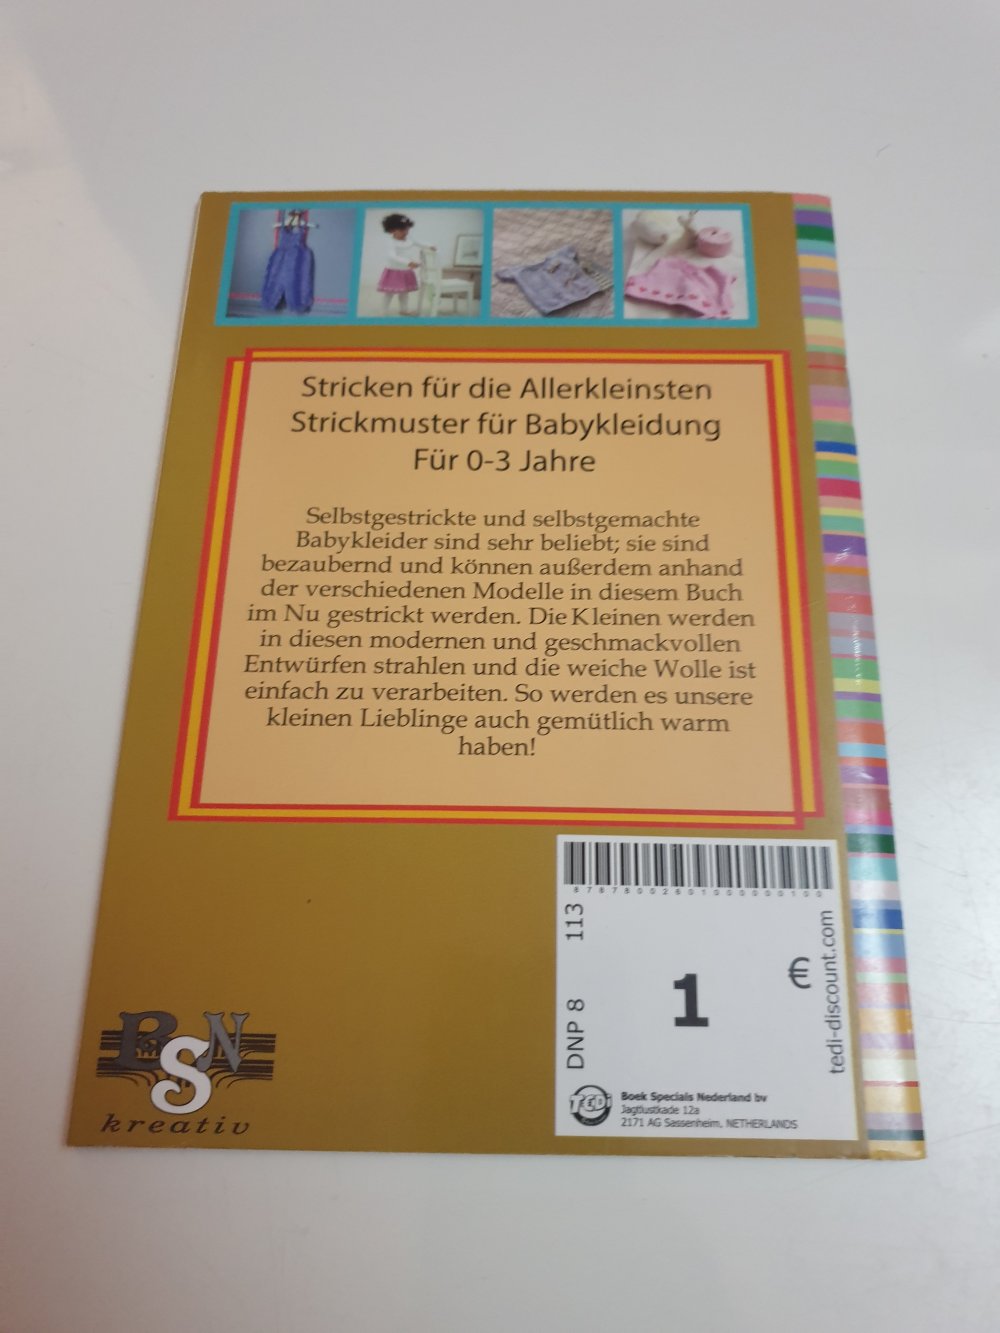 Stricken für die Allerkleinsten
Strickmuster für Babykleidung
Für 0-3 Jahre
Selbstgestrickte und selbstgemachte
Babykleider sind sehr beliebt; sie sind
bezaubernd und können außerdem anhand
der verschiedenen Modelle in diesem Buch
im Nu gestrickt werden. Die Kleinen werden
in diesen modernen und geschmackvollen
Entwürfen strahlen und die weiche Wolle ist
einfach zu verarbeiten. So werden es unsere
kleinen Lieblinge auch gemütlich warm
haben!
113
DNP 8
1
€
tedi-discount.com
TEDi
Boek Specials Nederland bv
Jagtlustkade 12a
2171 AG Sassenheim, NETHERLANDS
BSN
kreativ